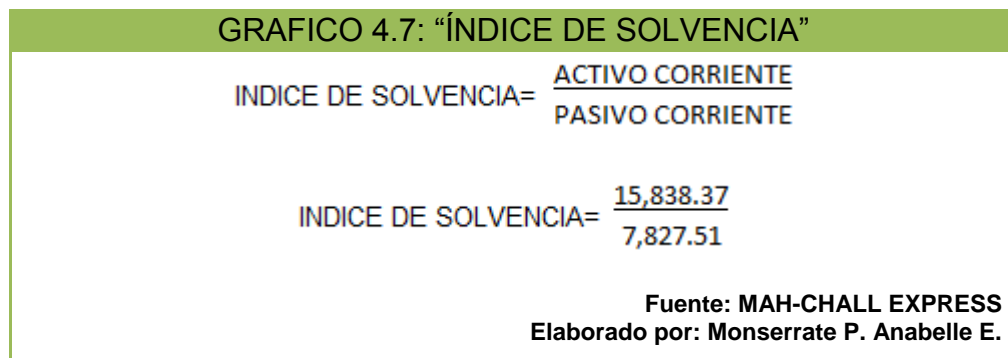 GRAFICO 4.7: “ÍNDICE DE SOLVENCIA”
INDICE DE SOLVENCIA= ACTIVO CORRIENTE
PASIVO CORRIENTE
INDICE DE SOLVENCIA= 15,838.37
7,827.51
Fuente: MAH-CHALL EXPRESS
Elaborado por: Monserrate P. Anabelle E.